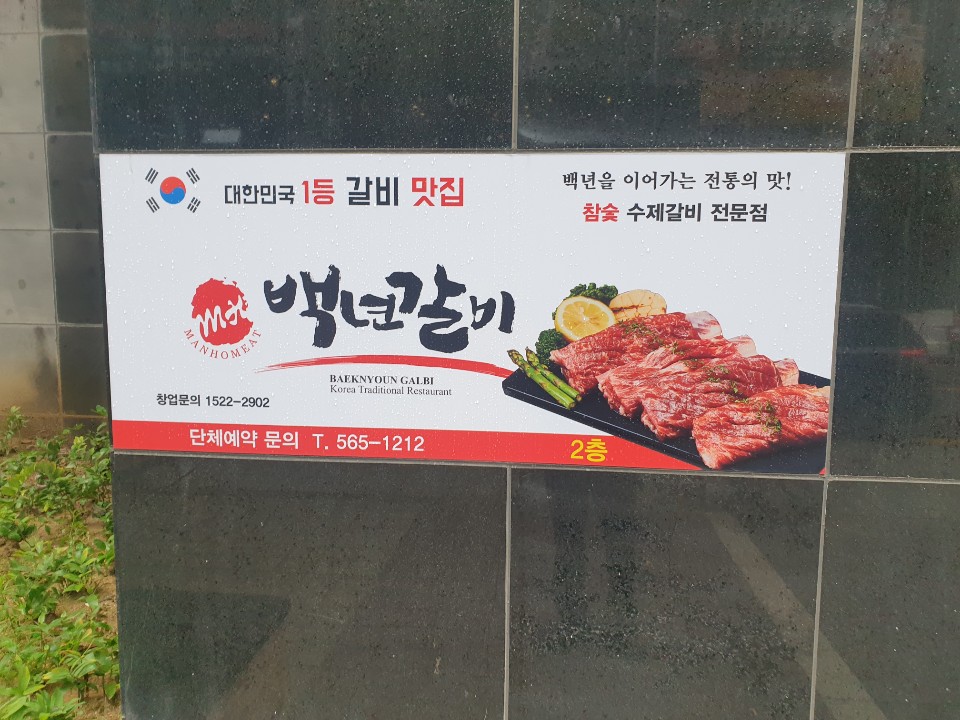 대한민국 1등 갈비 맛집
백년을 이어가는 전통의 맛!
참숯 수제갈비 전문점
MANHOMEAT
백년갈비
BAEKNYOUN GALBI
Korea Traditional Restaurant
창업문의 1522-2902
단체예약 문의 T. 565-1212
2층